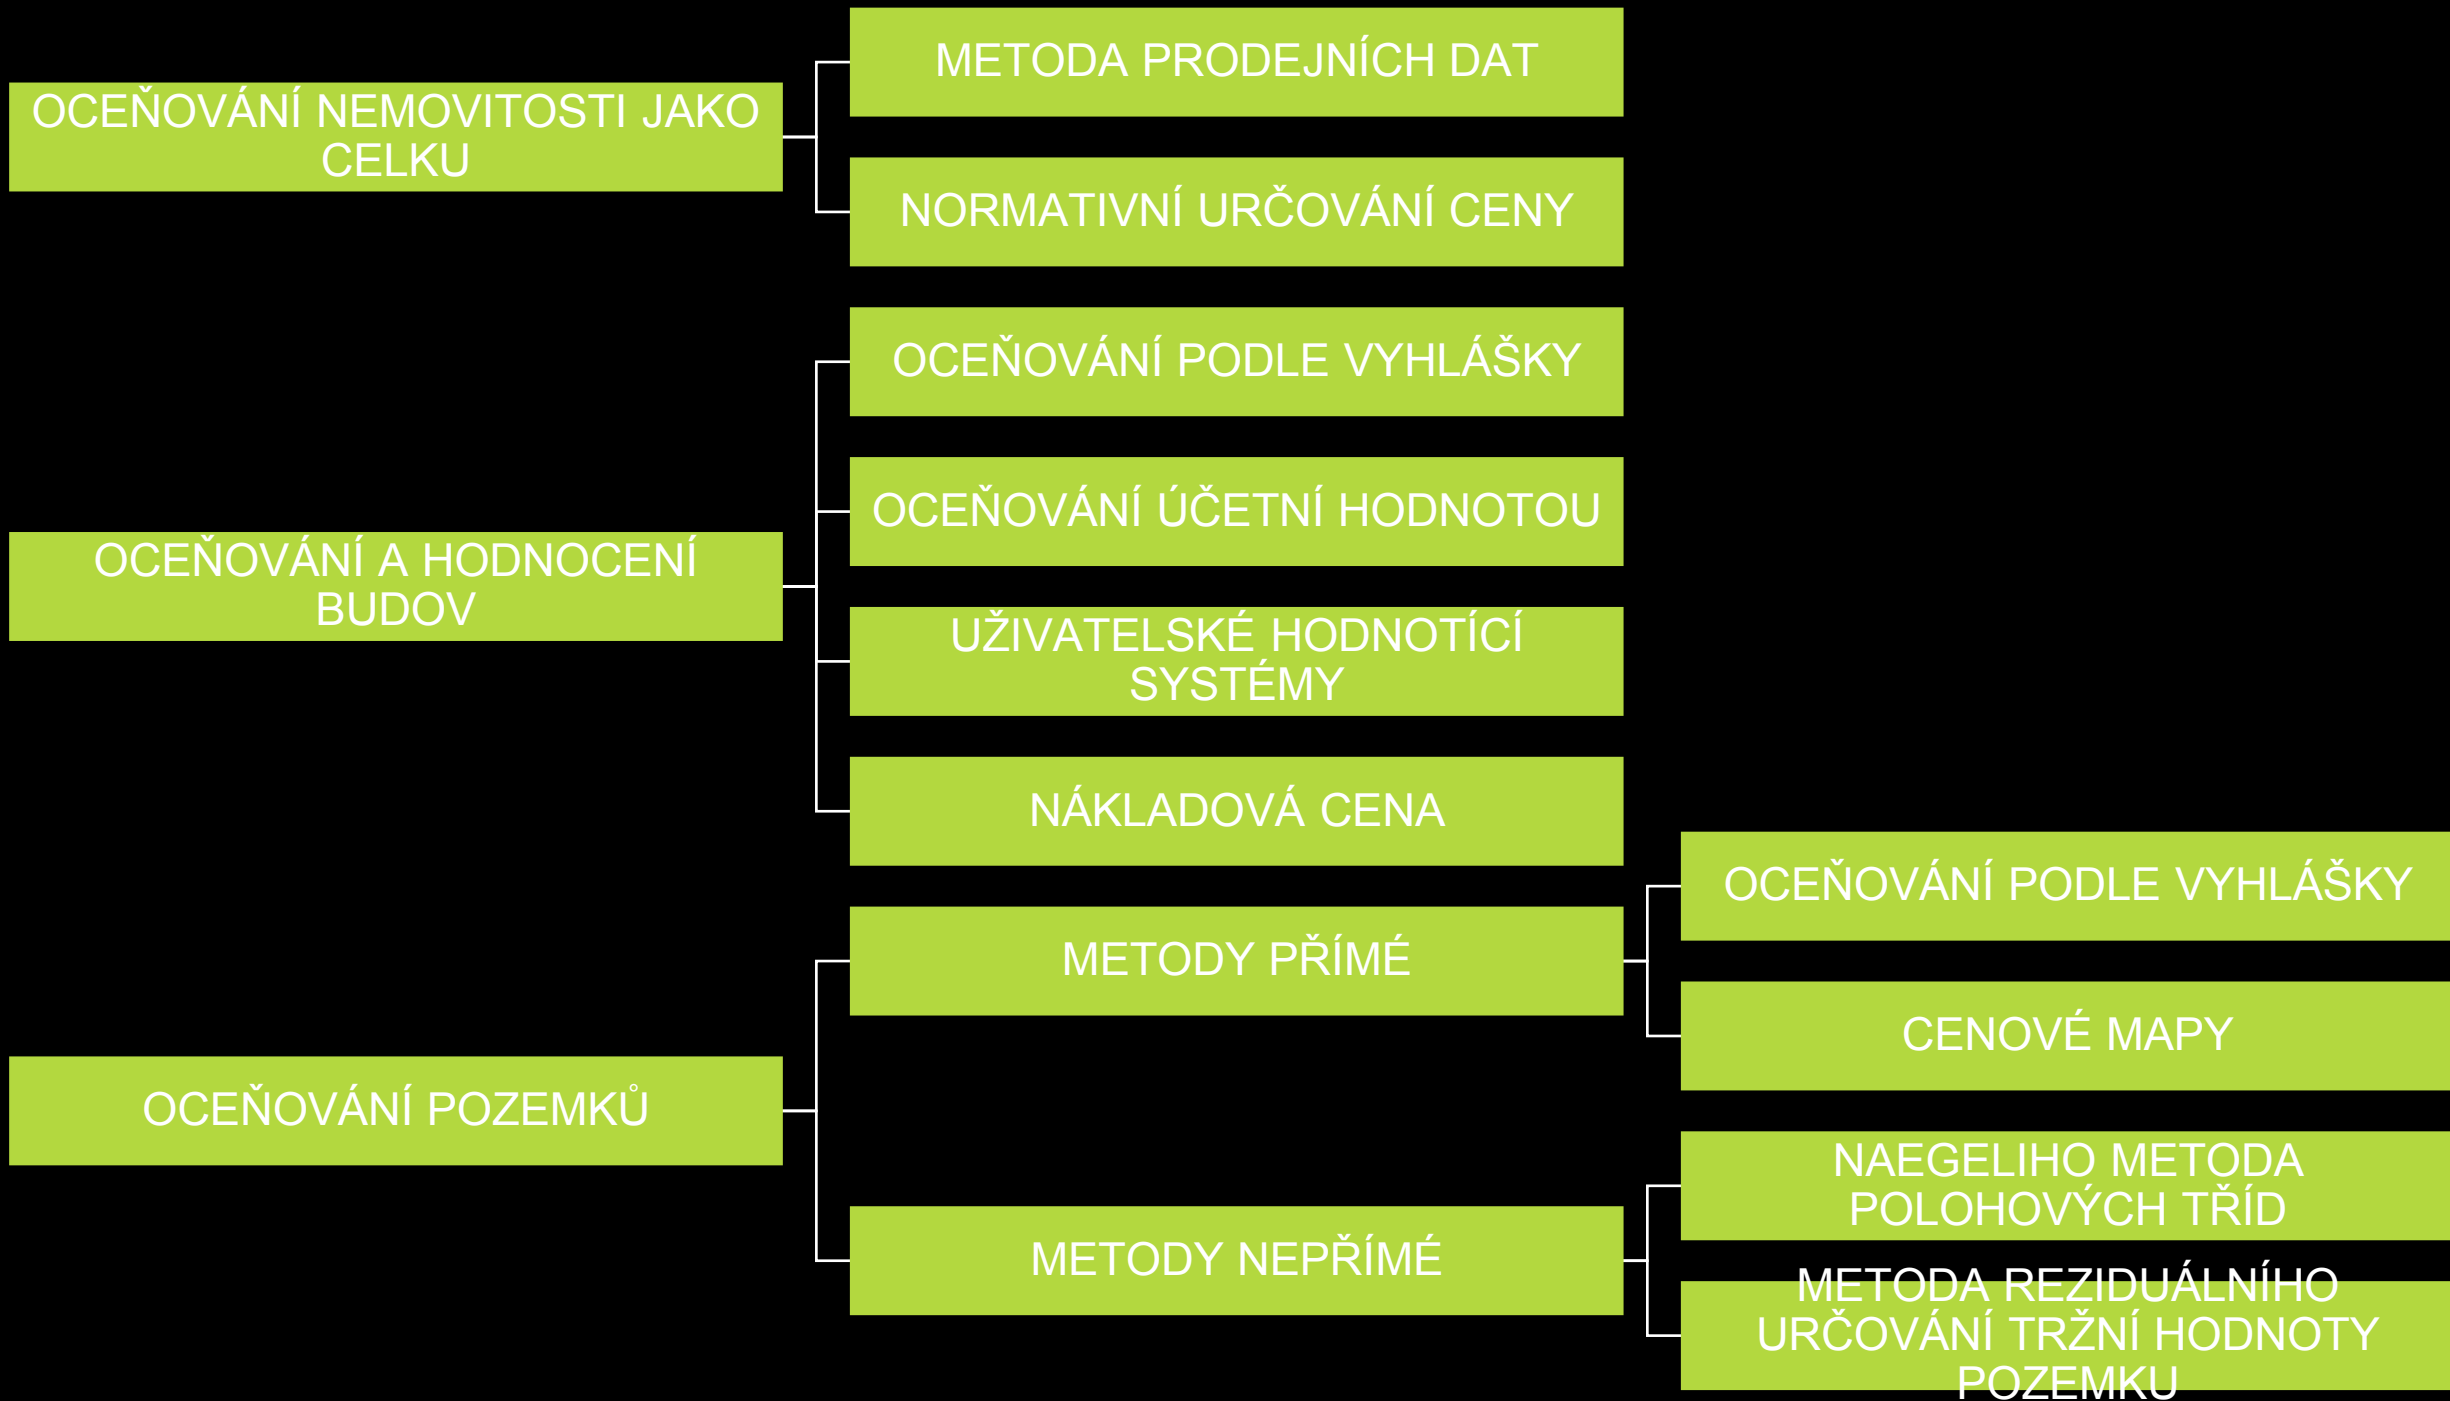 OCEŇOVÁNÍ NEMOVITOSTI JAKO
CELKU
METODA PRODEJNÍCH DAT
NORMATIVNÍ URČOVÁNÍ CENY
OCEŇOVÁNÍ A HODNOCENÍ
BUDOV
OCEŇOVÁNÍ PODLE VYHLÁŠKY
OCEŇOVÁNÍ ÚČETNÍ HODNOTOU
UŽIVATELSKÉ HODNOTÍCÍ
SYSTÉMY
NÁKLADOVÁ CENA
OCEŇOVÁNÍ POZEMKŮ
METODY PŘÍMÉ
OCEŇOVÁNÍ PODLE VYHLÁŠKY
CENOVÉ MAPY
METODY NEPŘÍMÉ
NAEGELIHO METODA
POLOHOVÝCH TŘÍD
METODA REZIDUÁLNÍHO
URČOVÁNÍ TRŽNÍ HODNOTY
POZEMKU